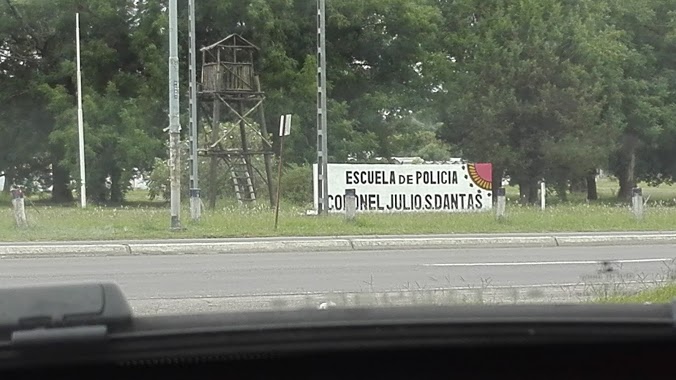 ESCUELA DE POLICIA
CORONEL JULIO.S.DANTAS